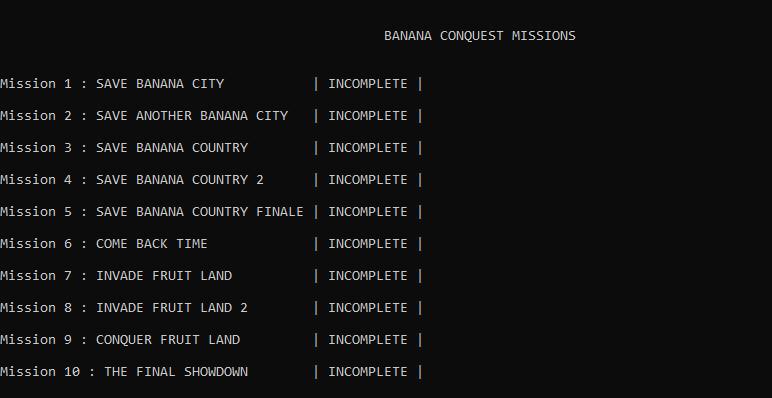 BANANA CONQUEST MISSIONS
Mission 1 : SAVE BANANA CITY           | INCOMPLETE |
Mission 2 : SAVE ANOTHER BANANA CITY   | INCOMPLETE |
Mission 3 : SAVE BANANA COUNTRY        | INCOMPLETE |
Mission 4 : SAVE BANANA COUNTRY 2      | INCOMPLETE |
Mission 5 : SAVE BANANA COUNTRY FINALE | INCOMPLETE |
Mission 6 : COME BACK TIME             | INCOMPLETE |
Mission 7 : INVADE FRUIT LAND          | INCOMPLETE |
Mission 8 : INVADE FRUIT LAND 2        | INCOMPLETE |
Mission 9 : CONQUER FRUIT LAND         | INCOMPLETE |
Mission 10 : THE FINAL SHOWDOWN        | INCOMPLETE |